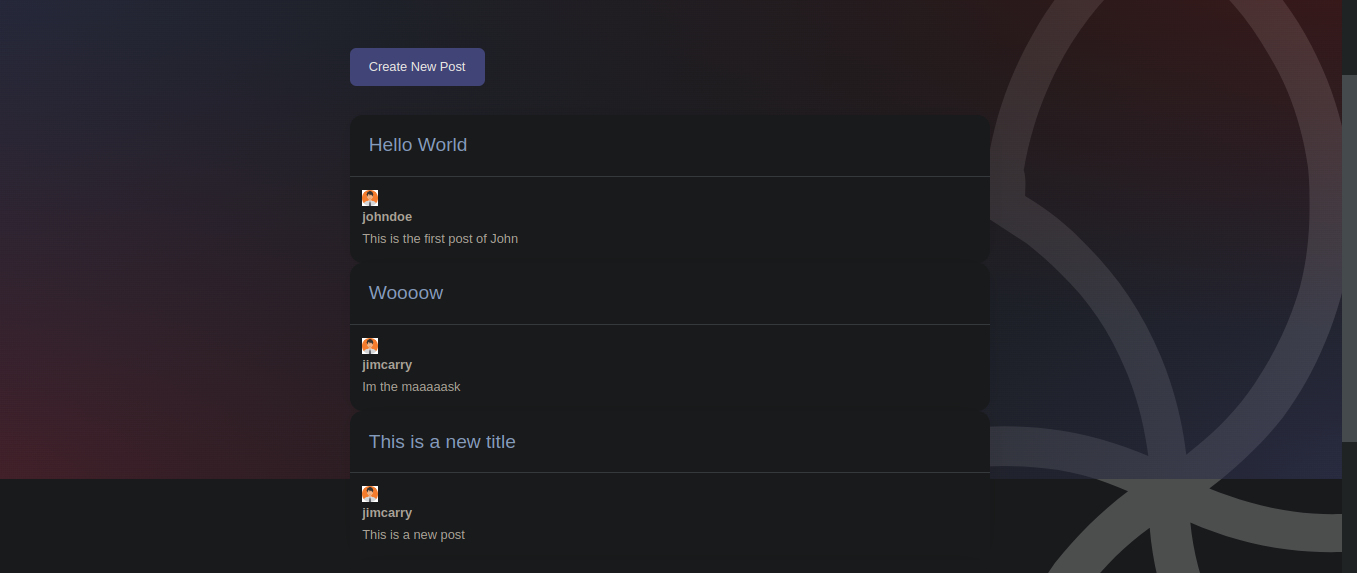 Create New Post
Hello World
johndoe
This is the first post of John
Woooow
jimcarry
Im the maaaaask
This is a new title
jimcarry
This is a new post